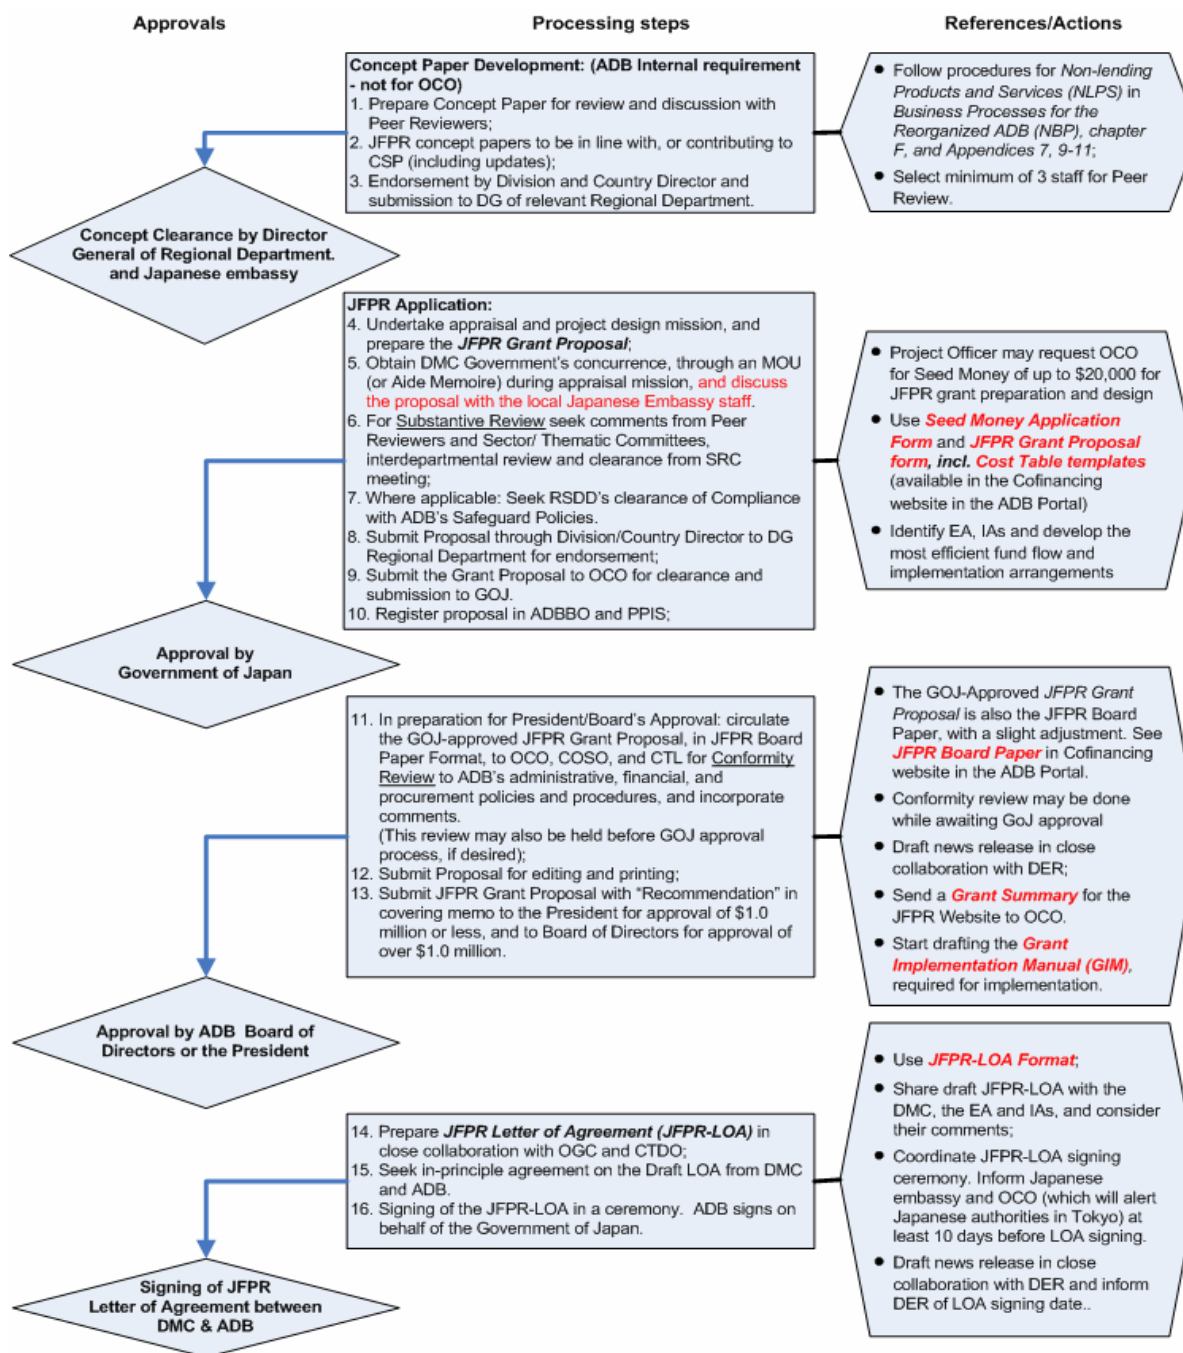 Approvals
Processing steps
References/Actions
Concept Paper Development: (ADB Internal requirement
- not for OCO)
1. Prepare Concept Paper for review and discussion with
Peer Reviewers;
2. JFPR concept papers to be in line with, or contributing to
CSP (including updates);
3. Endorsement by Division and Country Director and
submission to DG of relevant Regional Department.
• Follow procedures for Non-lending
Products and Services (NLPS) in
Business Processes for the
Reorganized ADB (NBP), chapter
F, and Appendices 7, 9-11;
• Select minimum of 3 staff for Peer
Review.
Concept Clearance by Director
General of Regional Department.
and Japanese embassy
JFPR Application:
4. Undertake appraisal and project design mission, and
prepare the JFPR Grant Proposal;
5. Obtain DMC Government's concurrence, through an MOU
(or Aide Memoire) during appraisal mission, and discuss
the proposal with the local Japanese Embassy staff.
6. For Substantive Review seek comments from Peer
Reviewers and Sector/ Thematic Committees,
interdepartmental review and clearance from SRC
meeting;
7. Where applicable: Seek RSDD's clearance of Compliance
with ADB's Safeguard Policies.
8. Submit Proposal through Division/Country Director to DG
Regional Department for endorsement;
9. Submit the Grant Proposal to OCO for clearance and
submission to GOJ.
10. Register proposal in ADBBO and PPIS;
• Project Officer may request OCO
for Seed Money of up to $20,000 for
JFPR grant preparation and design
• Use Seed Money Application
Form and JFPR Grant Proposal
form, incl. Cost Table templates
(available in the Cofinancing
website in the ADB Portal)
• Identify EA, IAs and develop the
most efficient fund flow and
implementation arrangements
Approval by
Government of Japan
11. In preparation for President/Board's Approval: circulate
the GOJ-approved JFPR Grant Proposal, in JFPR Board
Paper Format, to OCO, COSO, and CTL for Conformity
Review to ADB's administrative, financial, and
procurement policies and procedures, and incorporate
comments.
(This review may also be held before GOJ approval
process, if desired);
12. Submit Proposal for editing and printing;
13. Submit JFPR Grant Proposal with "Recommendation" in
covering memo to the President for approval of $1.0
million or less, and to Board of Directors for approval of
over $1.0 million.
• The GOJ-Approved JFPR Grant
Proposal is also the JFPR Board
Paper, with a slight adjustment. See
JFPR Board Paper in Cofinancing
website in the ADB Portal.
• Conformity review may be done
while awaiting GoJ approval
• Draft news release in close
collaboration with DER;
• Send a Grant Summary for the
JFPR Website to OCO.
• Start drafting the Grant
Implementation Manual (GIM),
required for implementation.
Approval by ADB Board of
Directors or the President
14. Prepare JFPR Letter of Agreement (JFPR-LOA) in
close collaboration with OGC and CTDO;
15. Seek in-principle agreement on the Draft LOA from DMC
and ADB.
16. Signing of the JFPR-LOA in a ceremony. ADB signs on
behalf of the Government of Japan.
• Use JFPR-LOA Format;
• Share draft JFPR-LOA with the
DMC, the EA and IAs, and consider
their comments;
• Coordinate JFPR-LOA signing
ceremony. Inform Japanese
embassy and OCO (which will alert
Japanese authorities in Tokyo) at
least 10 days before LOA signing.
• Draft news release in close
collaboration with DER and inform
DER of LOA signing date..
Signing of JFPR
Letter of Agreement between
DMC & ADB